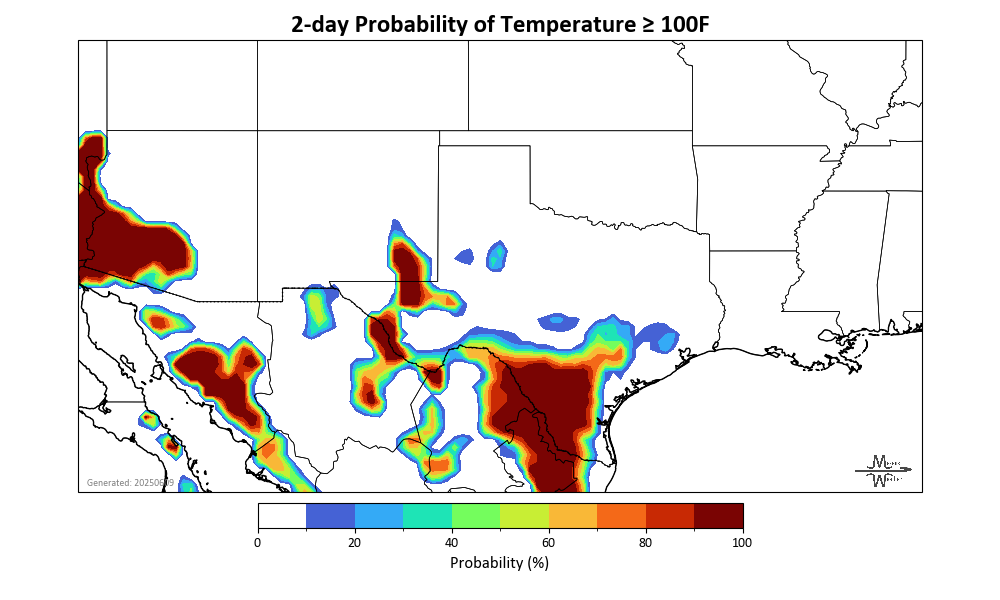 2-day Probability of Temperature ≥ 100F
Generated: 20250609
0 20 40 60 80 100
Probability (%)